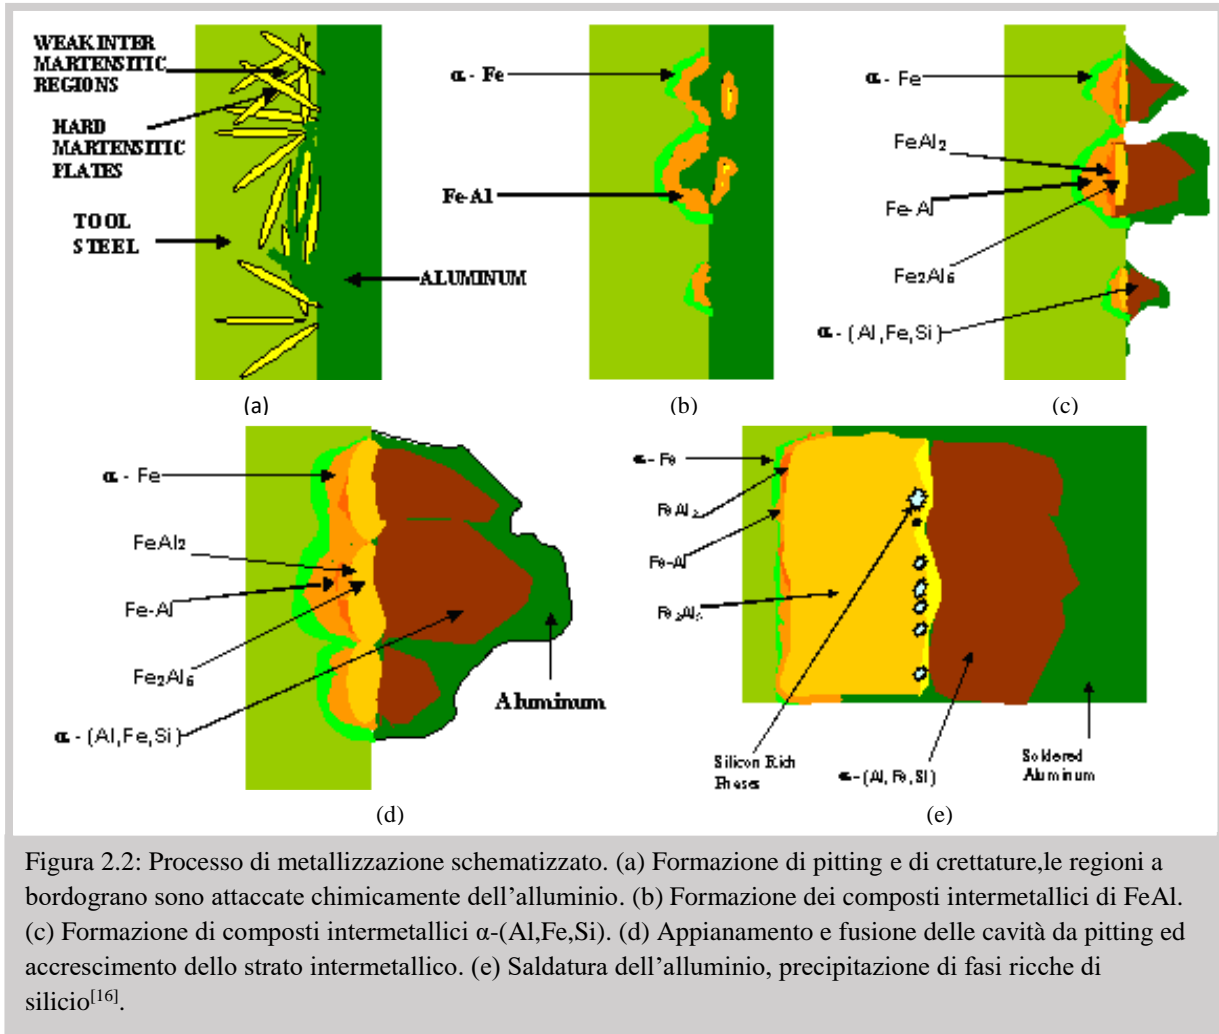 WEAK INTER
MARTENSITIC
REGIONS
HARD
MARTENSITIC
PLATES
TOOL
STEEL
ALUMINUM
(a)
α - Fe
Fe-Al
(b)
α - Fe
FeAl2
Fe-Al
Fe2Al5
α - (Al,Fe,Si)
(c)
α - Fe
FeAl2
Fe-Al
Fe2Al5
α - (Al,Fe,Si)
Aluminum
(d)
α - Fe
FeAl2
Fe-Al
Fe2Al5
Silicon Rich
Phases
α-(Al, Fe, Si)
Soldered
Aluminum
(e)
Figura 2.2: Processo di metallizzazione schematizzato. (a) Formazione di pitting e di crettature,le regioni a
bordograno sono attaccate chimicamente dell’alluminio. (b) Formazione dei composti intermetallici di FeAl.
(c) Formazione di composti intermetallici α-(Al,Fe,Si). (d) Appianamento e fusione delle cavità da pitting ed
accrescimento dello strato intermetallico. (e) Saldatura dell’alluminio, precipitazione di fasi ricche di
silicio[16].